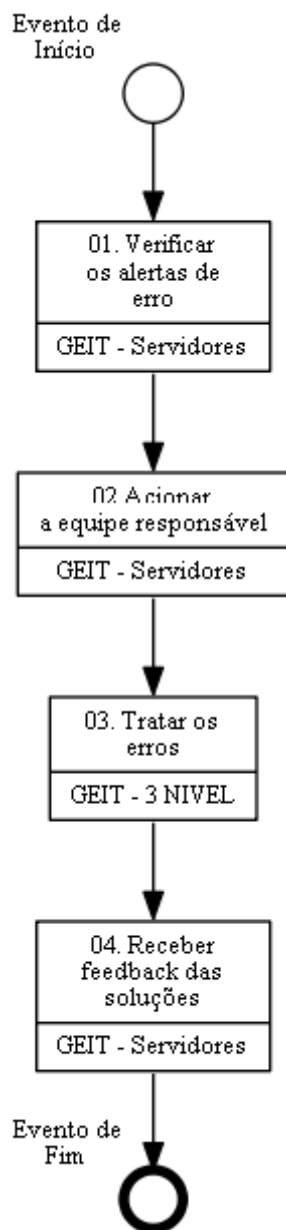 Evento de
Início
01. Verificar
os alertas de
erro
GEIT - Servidores
02 Acionar
a equipe responsável
GEIT - Servidores
03. Tratar os
erros
GEIT - 3 NIVEL
04. Receber
feedback das
soluções
GEIT - Servidores
Evento de
Fim